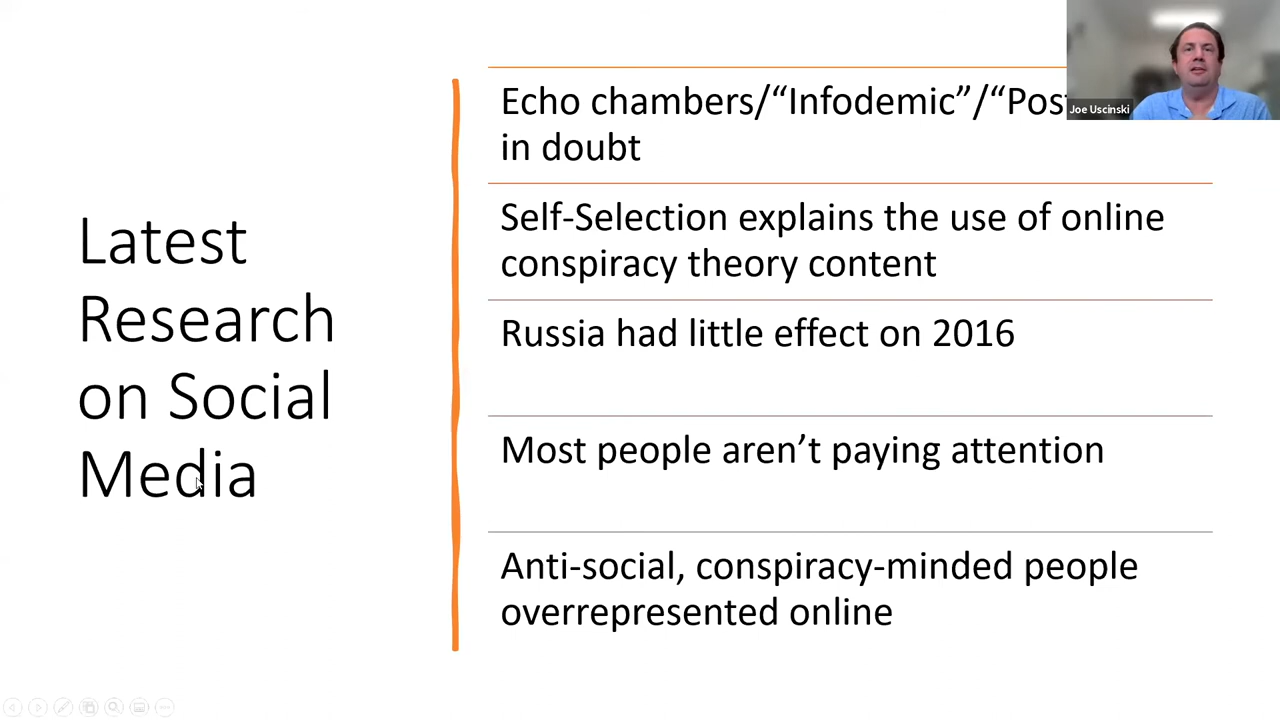 Latest
Research
on Social
Media
Echo chambers/“Infodemic”/“Pos
in doubt
Self-Selection explains the use of online
conspiracy theory content
Russia had little effect on 2016
Most people aren’t paying attention
Anti-social, conspiracy-minded people
overrepresented online
Joe Uscinski